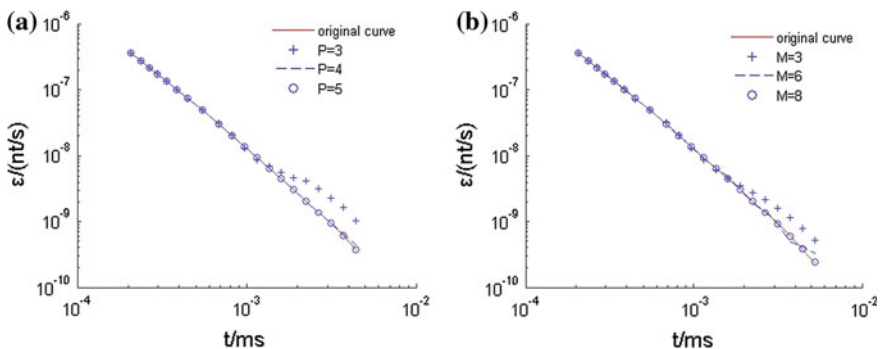 (a)
10⁻⁶
10⁻⁷
10⁻⁸
10⁻⁹
10⁻¹⁰
ε/(nt/s)
original curve
P=3
P=4
P=5
10⁻⁴
10⁻³
10⁻²
t/ms
(b)
10⁻⁶
10⁻⁷
10⁻⁸
10⁻⁹
10⁻¹⁰
ε/(nt/s)
original curve
M=3
M=6
M=8
10⁻⁴
10⁻³
10⁻²
t/ms